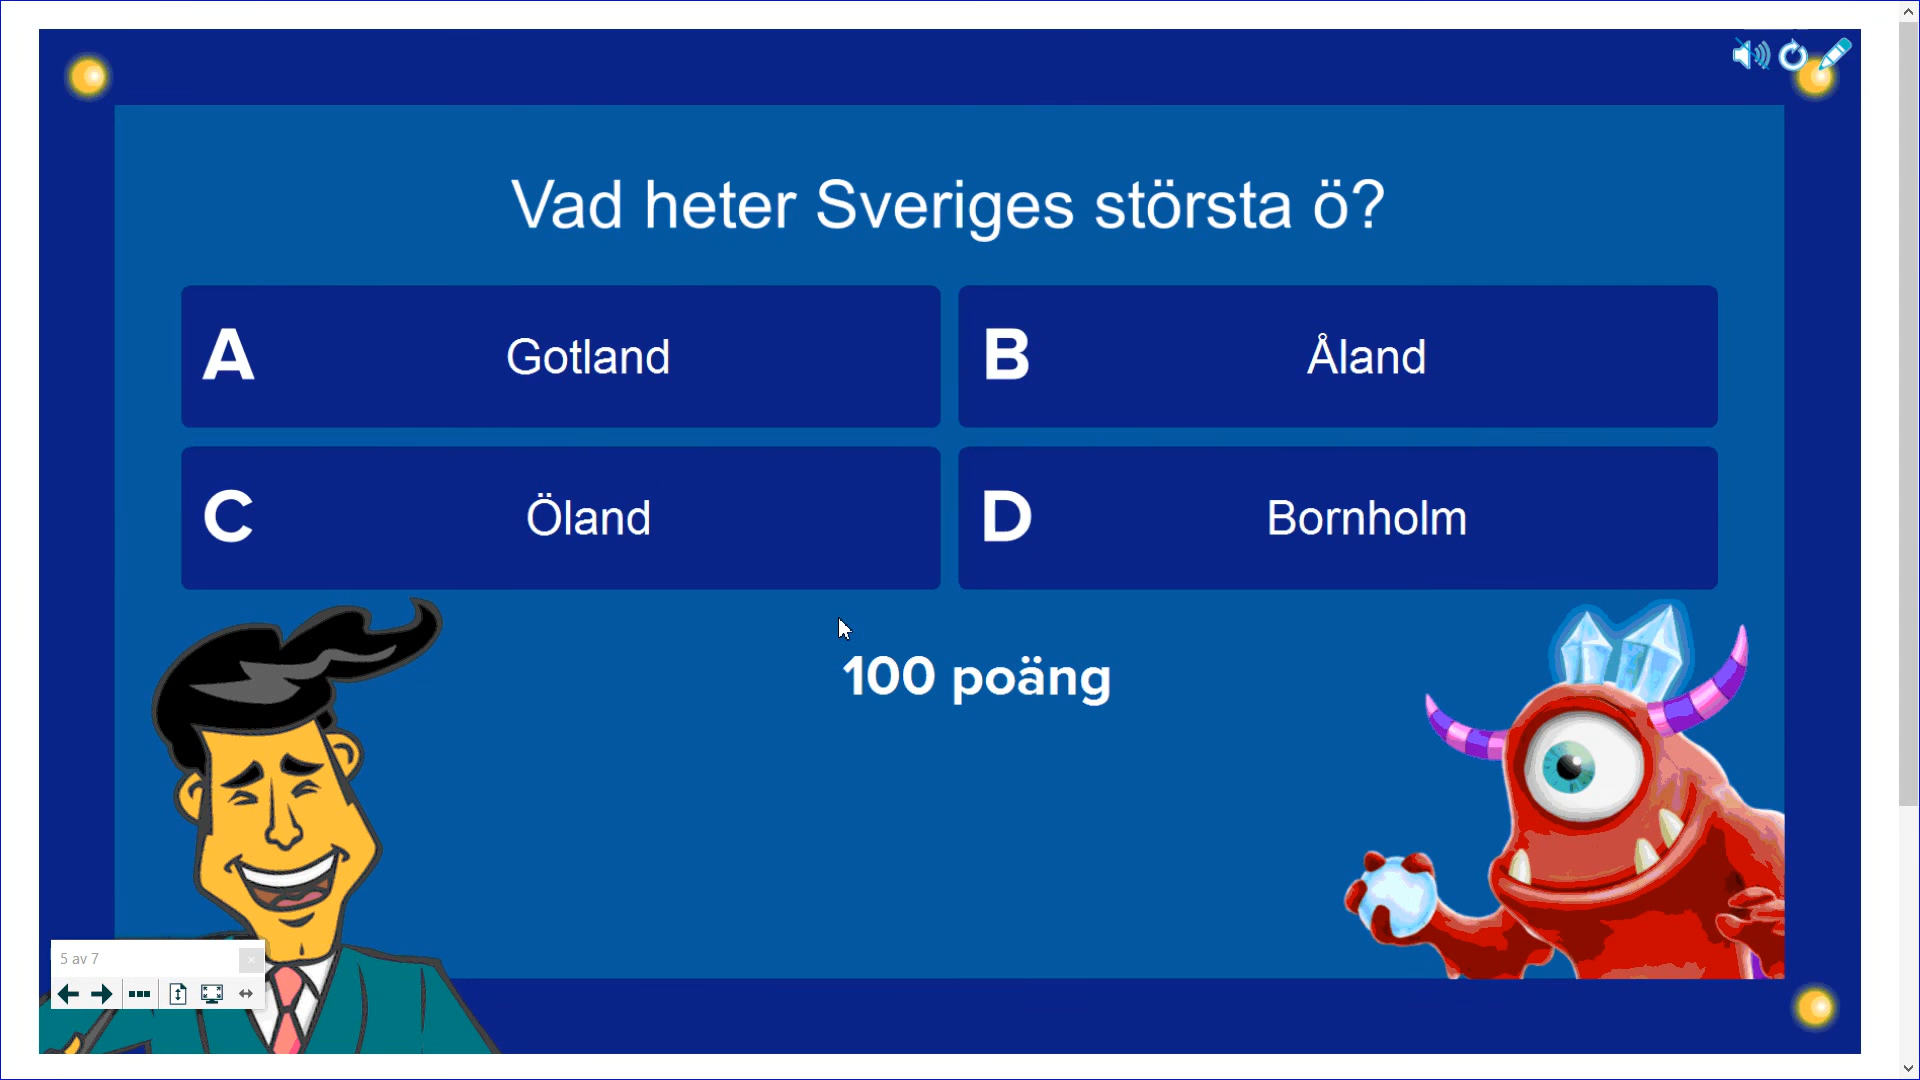 Vad heter Sveriges största ö?
A Gotland
B Åland
C Öland
D Bornholm
100 poäng
5 av 7